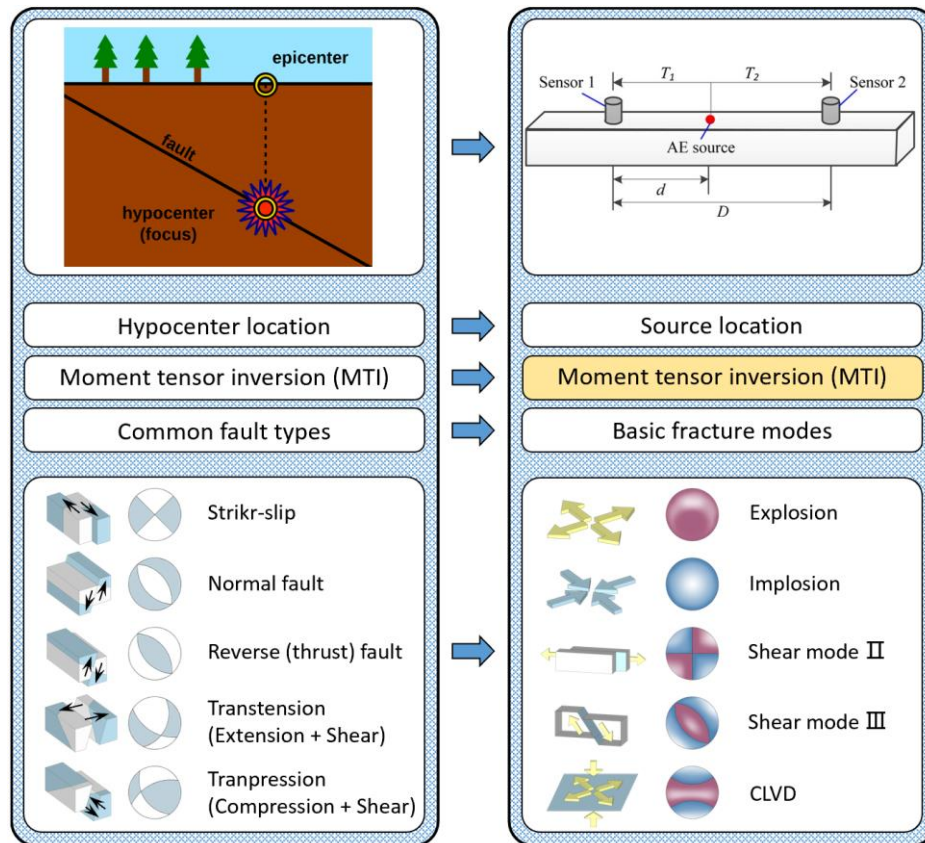 epicenter
fault
hypocenter
(focus)
T1 T2
Sensor 1
Sensor 2
AE source
d
D
Hypocenter location
Source location
Moment tensor inversion (MTI)
Moment tensor inversion (MTI)
Common fault types
Basic fracture modes
Strikr-slip
Normal fault
Reverse (thrust) fault
Transtension
(Extension + Shear)
Tranpression
(Compression + Shear)
Explosion
Implosion
Shear mode II
Shear mode III
CLVD